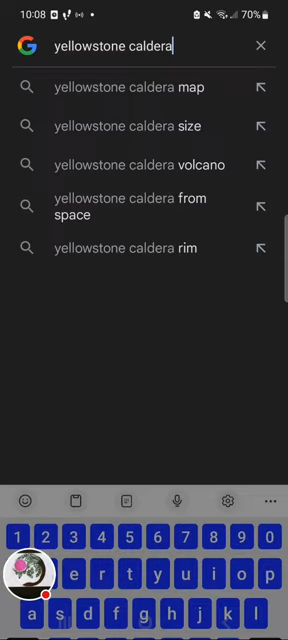 10:08 70%
yellowstone caldera
yellowstone caldera map
yellowstone caldera size
yellowstone caldera volcano
yellowstone caldera from
space
yellowstone caldera rim
1 2 3 4 5 6 7 8 9 0
e r t y u i o p
a s d f g h j k l